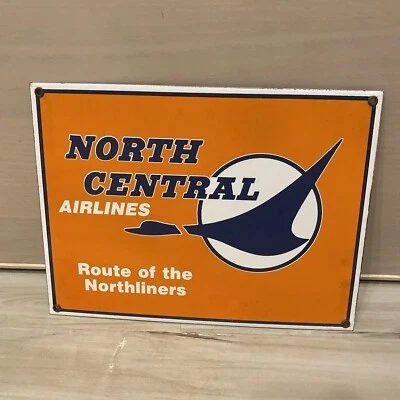 NORTH
CENTRAL
AIRLINES
Route of the
Northliners